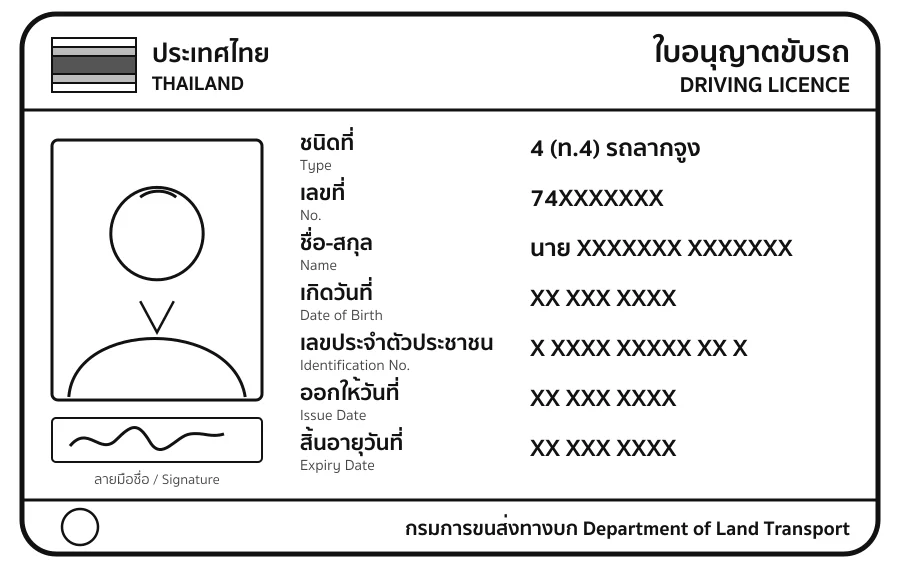 ประเทศไทย
THAILAND
ใบอนุญาตขับรถ
DRIVING LICENCE
ชนิดที่ 4 (ท.4) รถลากจูง
Type
เลขที่ 74XXXXXXX
No.
ชื่อ-สกุล นาย XXXXXXX XXXXXXX
Name
เกิดวันที่ XX XXX XXXX
Date of Birth
เลขประจำตัวประชาชน X XXXX XXXXX XX X
Identification No.
ออกให้วันที่ XX XXX XXXX
Issue Date
สิ้นอายุวันที่ XX XXX XXXX
Expiry Date
ลายมือชื่อ / Signature
กรมการขนส่งทางบก Department of Land Transport